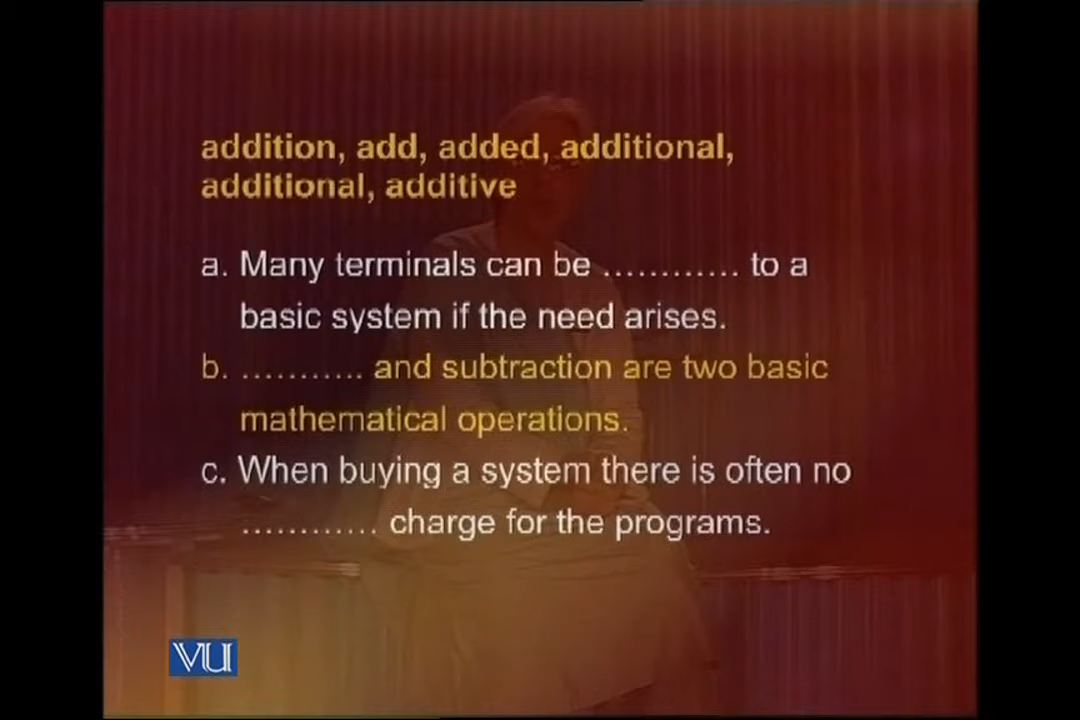 addition, add, added, additional,
additional, additive
a. Many terminals can be ............ to a
basic system if the need arises.
b. ........... and subtraction are two basic
mathematical operations.
c. When buying a system there is often no
............ charge for the programs.
VU